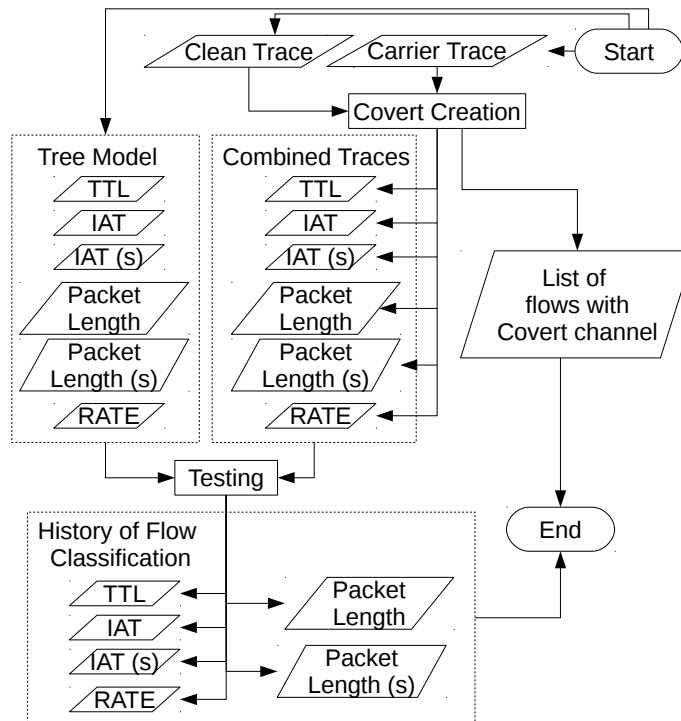 Clean Trace
Carrier Trace
Start
Covert Creation
Tree Model
TTL
IAT
IAT (s)
Packet
Length
Packet
Length (s)
RATE
Combined Traces
TTL
IAT
IAT (s)
Packet
Length
Packet
Length (s)
RATE
List of
flows with
Covert channel
Testing
End
History of Flow
Classification
TTL
IAT
IAT (s)
RATE
Packet
Length
Packet
Length (s)